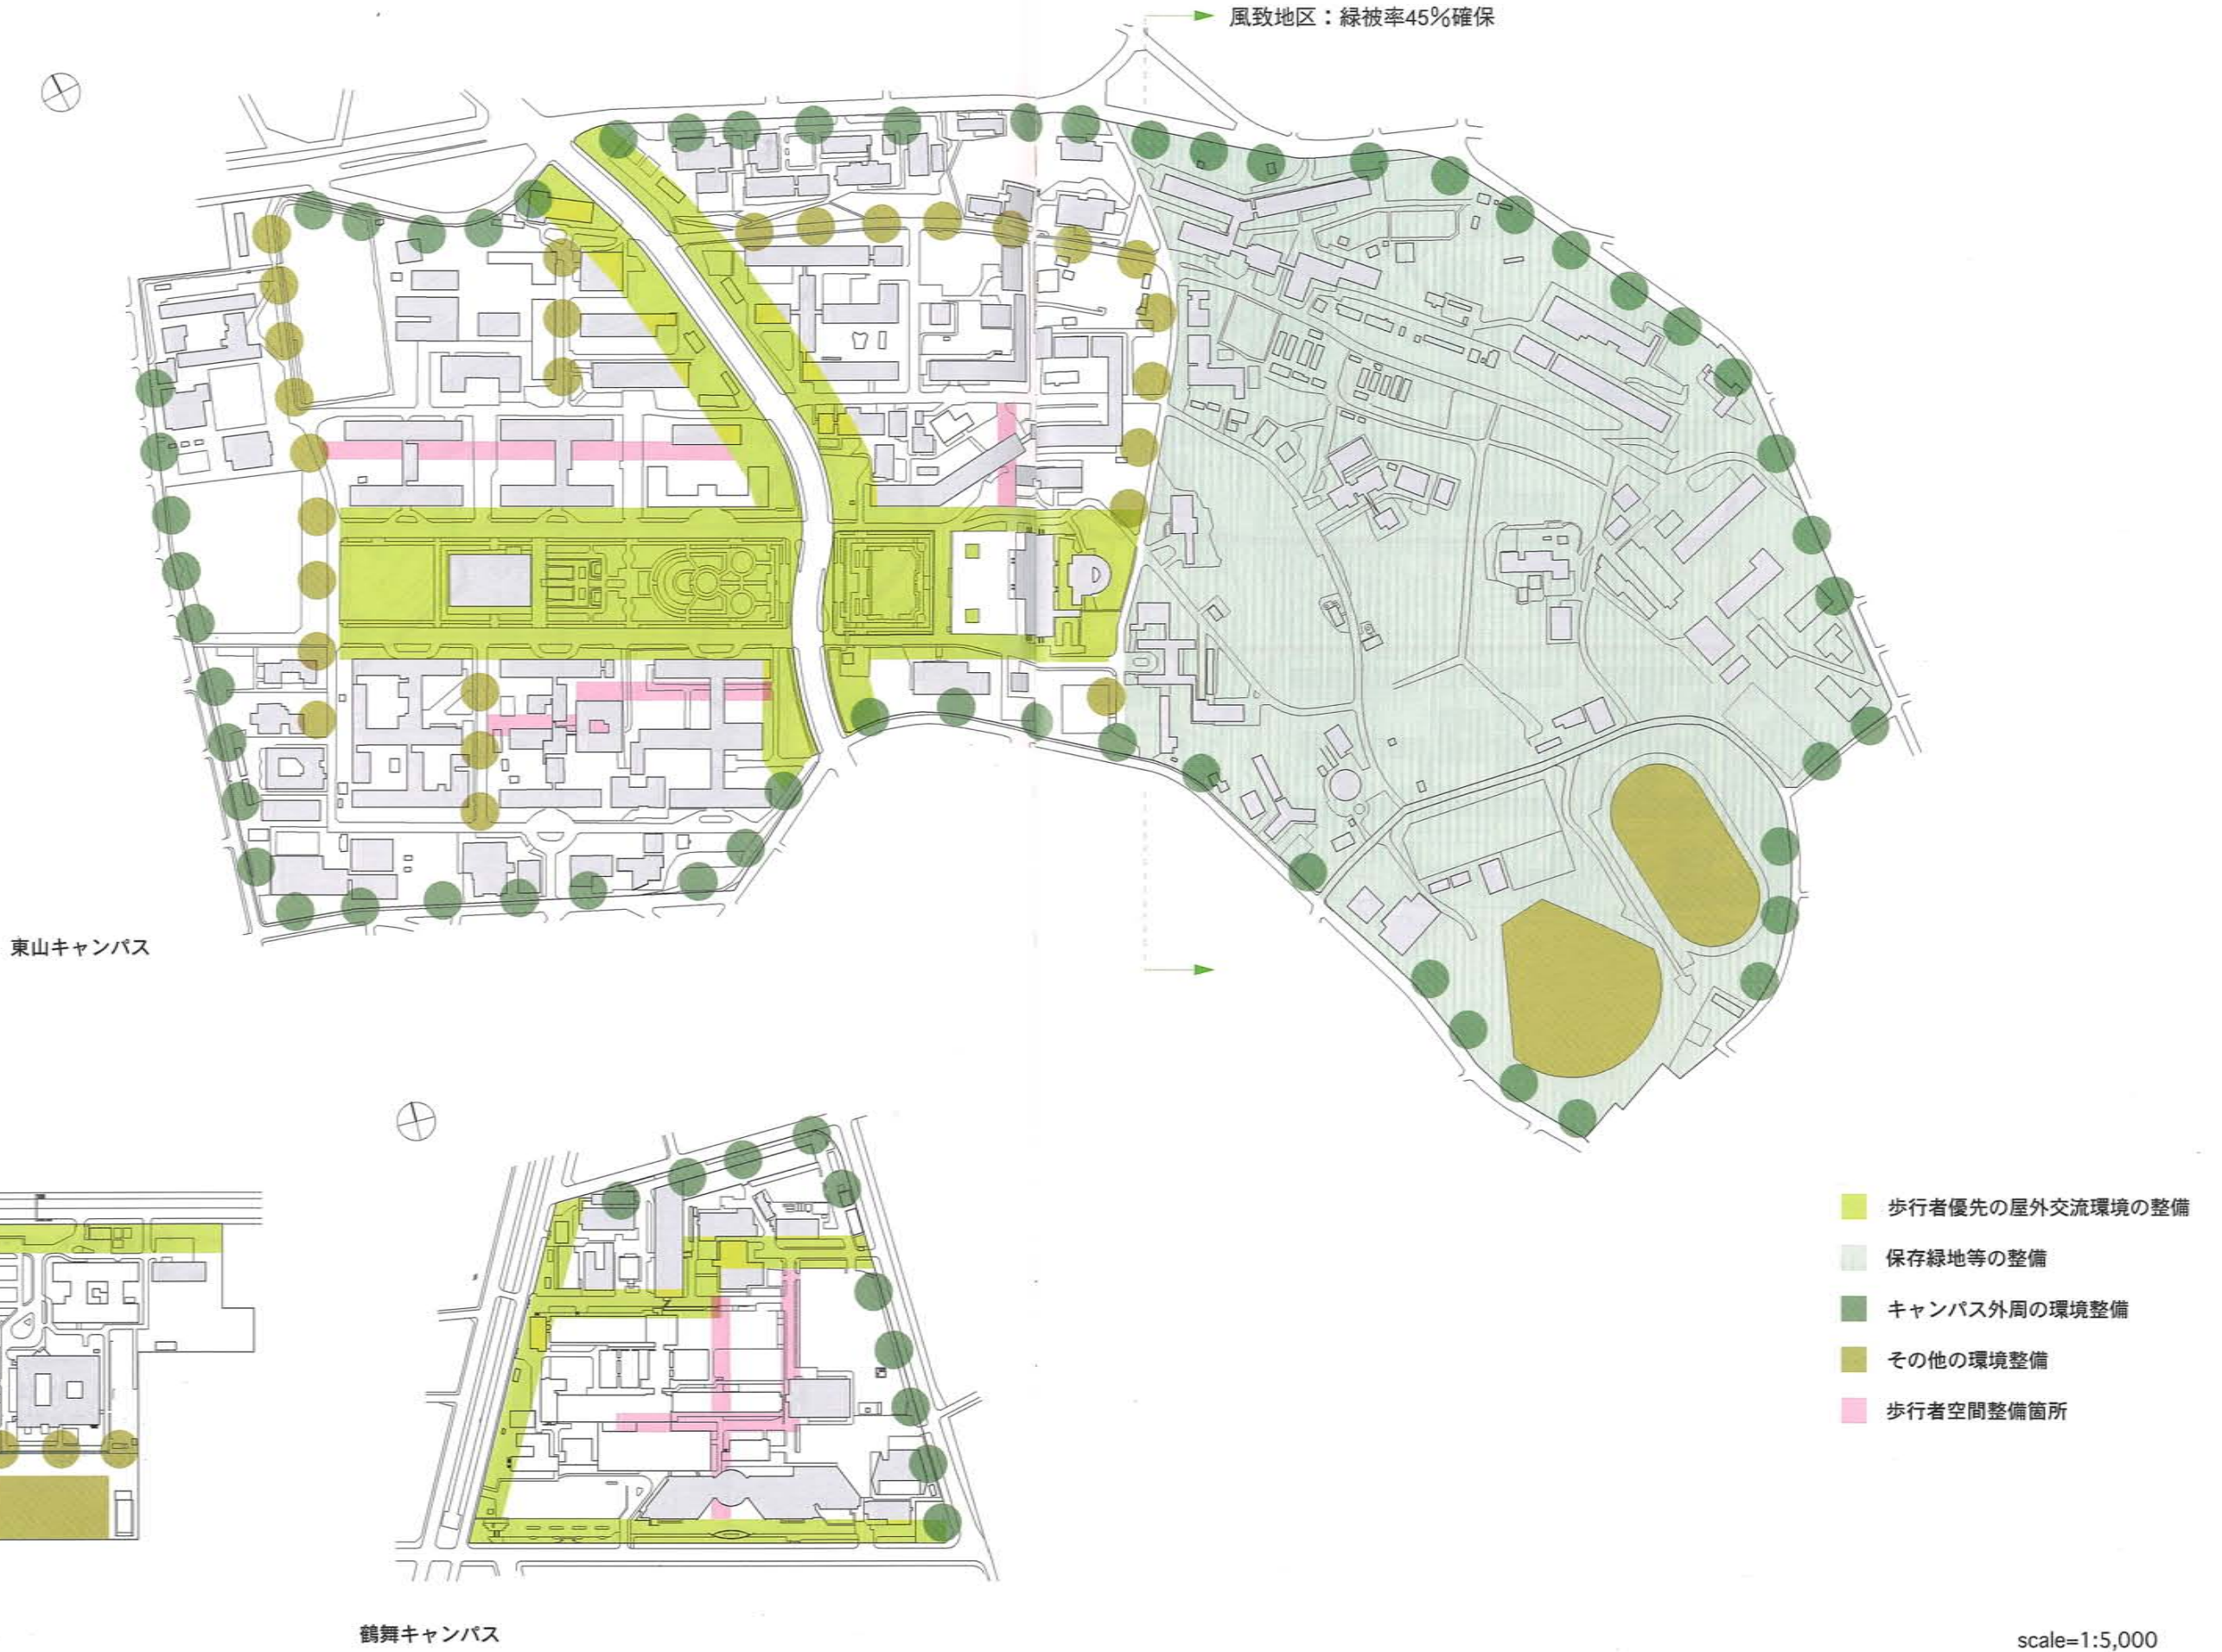 風致地区：緑被率45％確保
東山キャンパス
歩行者優先の屋外交流環境の整備
保存緑地等の整備
キャンパス外周の環境整備
その他の環境整備
歩行者空間整備箇所
鶴舞キャンパス
scale=1:5,000